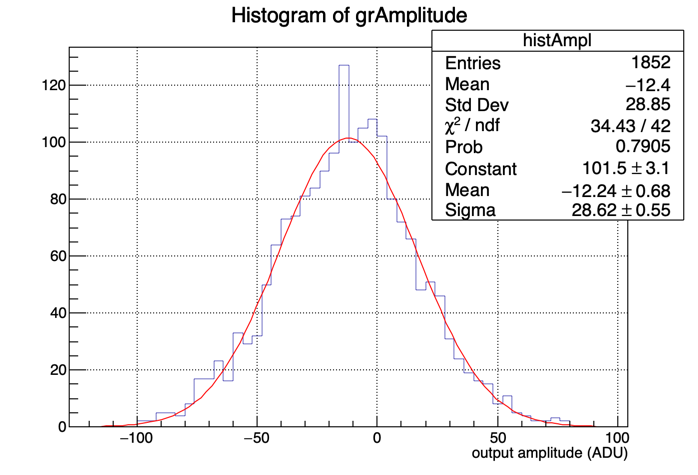 Histogram of grAmplitude
histAmpl
Entries 1852
Mean −12.4
Std Dev 28.85
χ² / ndf 34.43 / 42
Prob 0.7905
Constant 101.5 ± 3.1
Mean −12.24 ± 0.68
Sigma 28.62 ± 0.55
120
100
80
60
40
20
0
−100 −50 0 50 100
output amplitude (ADU)